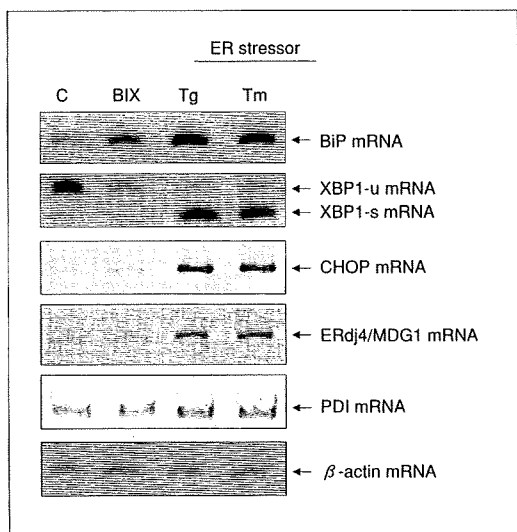 ER stressor
C BIX Tg Tm
← BiP mRNA
← XBP1-u mRNA
← XBP1-s mRNA
← CHOP mRNA
← ERdj4/MDG1 mRNA
← PDI mRNA
← β-actin mRNA